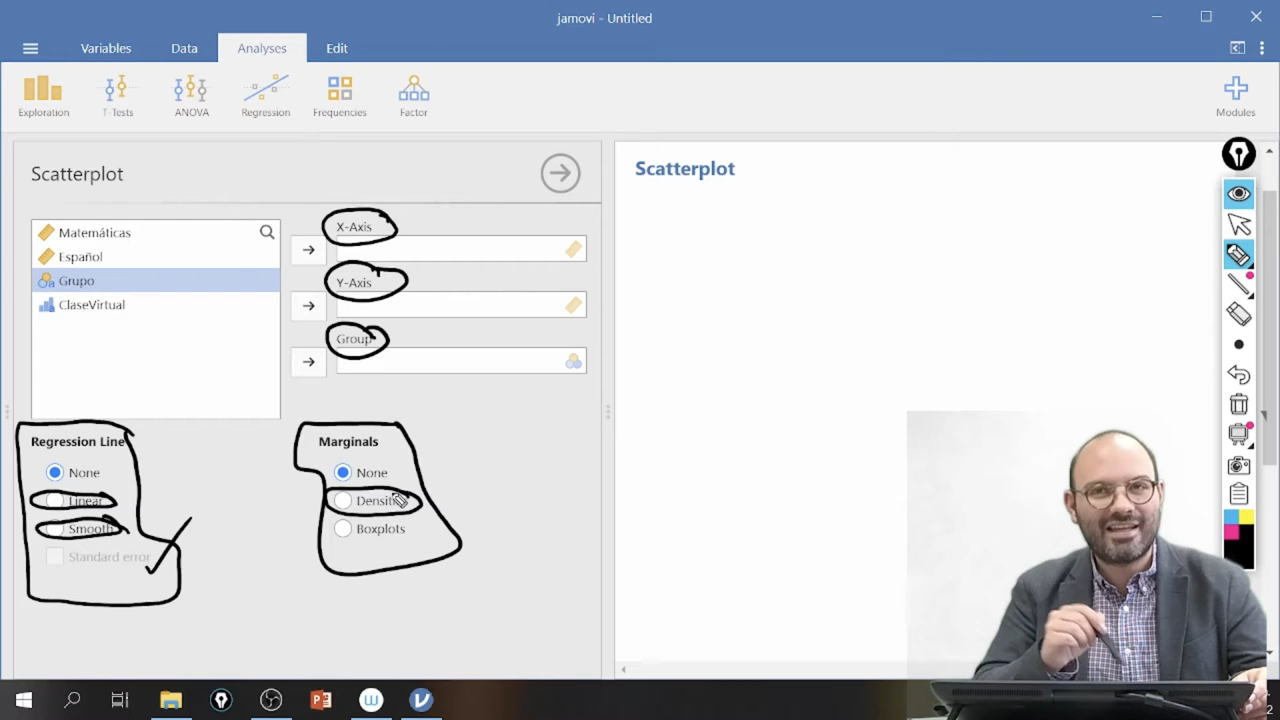 jamovi - Untitled
Variables
Data
Analyses
Edit
Exploration
T-Tests
ANOVA
Regression
Frequencies
Factor
Modules
Scatterplot
Matemáticas
Español
Grupo
ClaseVirtual
X-Axis
Y-Axis
Group
Regression Line
None
Linear
Smooth
Standard error
Marginals
None
Boxplots
Scatterplot